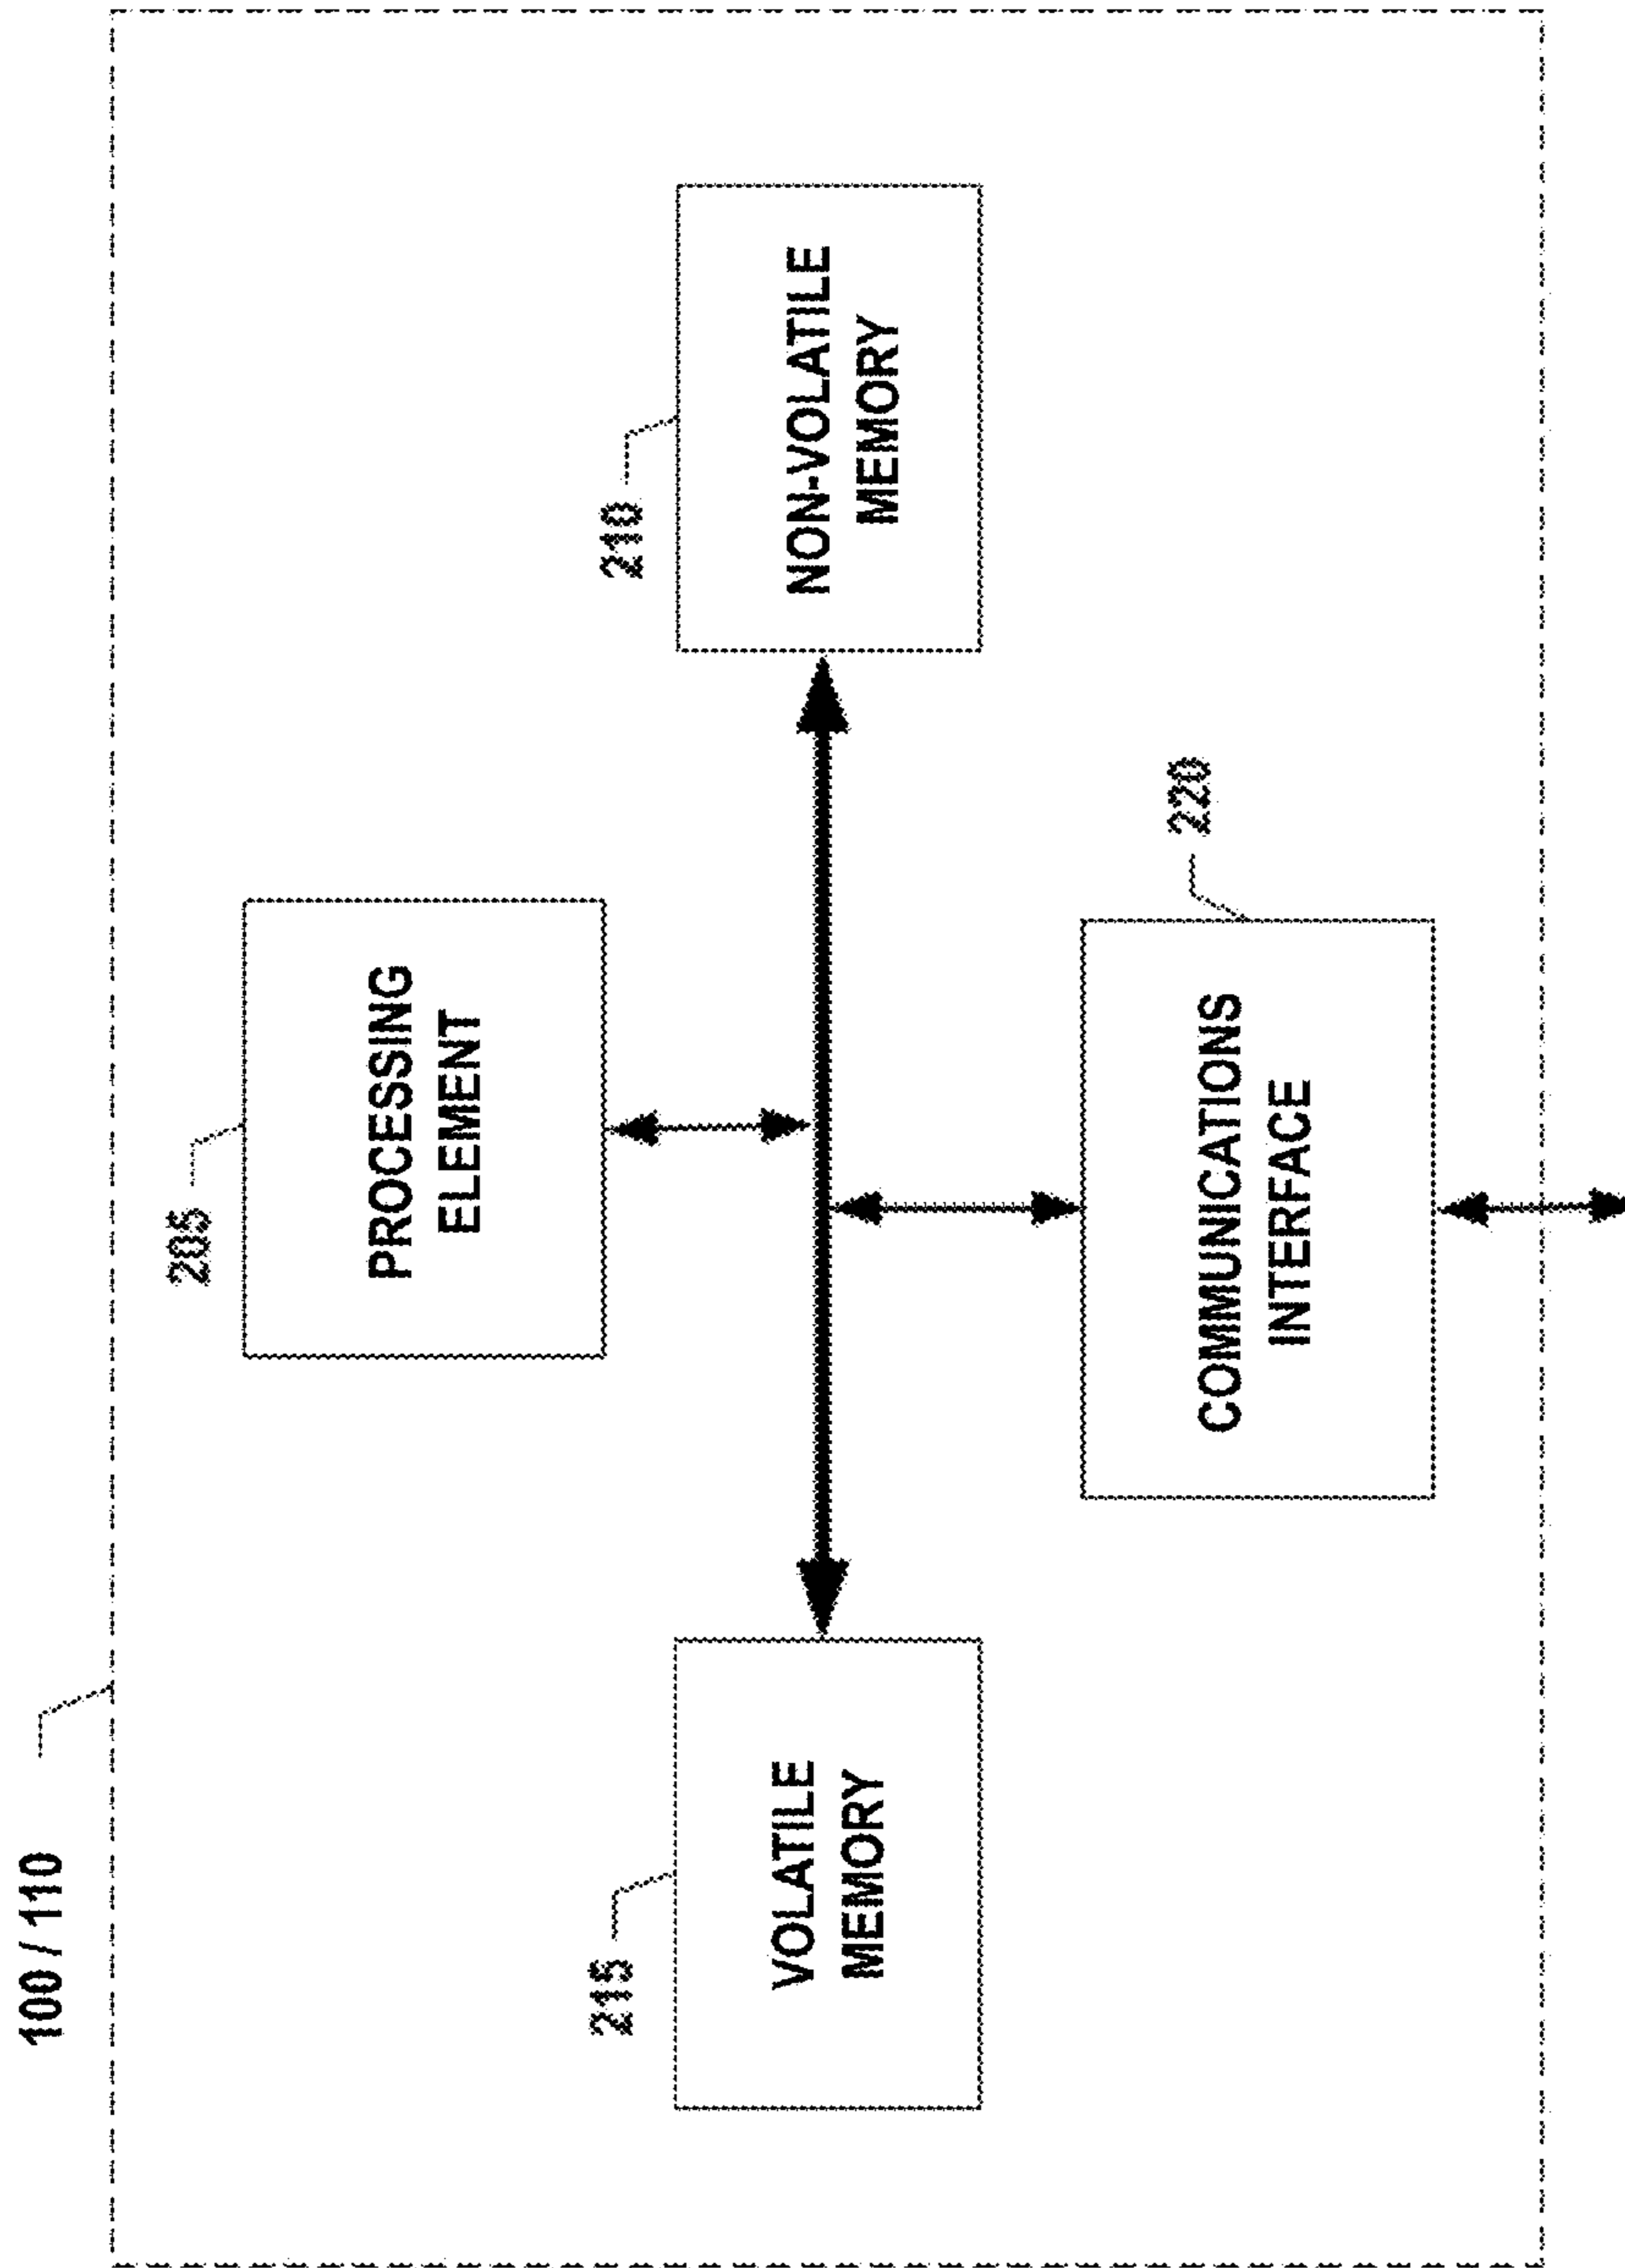 100 / 110
205
PROCESSING
ELEMENT
215
VOLATILE
MEMORY
210
NON-VOLATILE
MEMORY
220
COMMUNICATIONS
INTERFACE